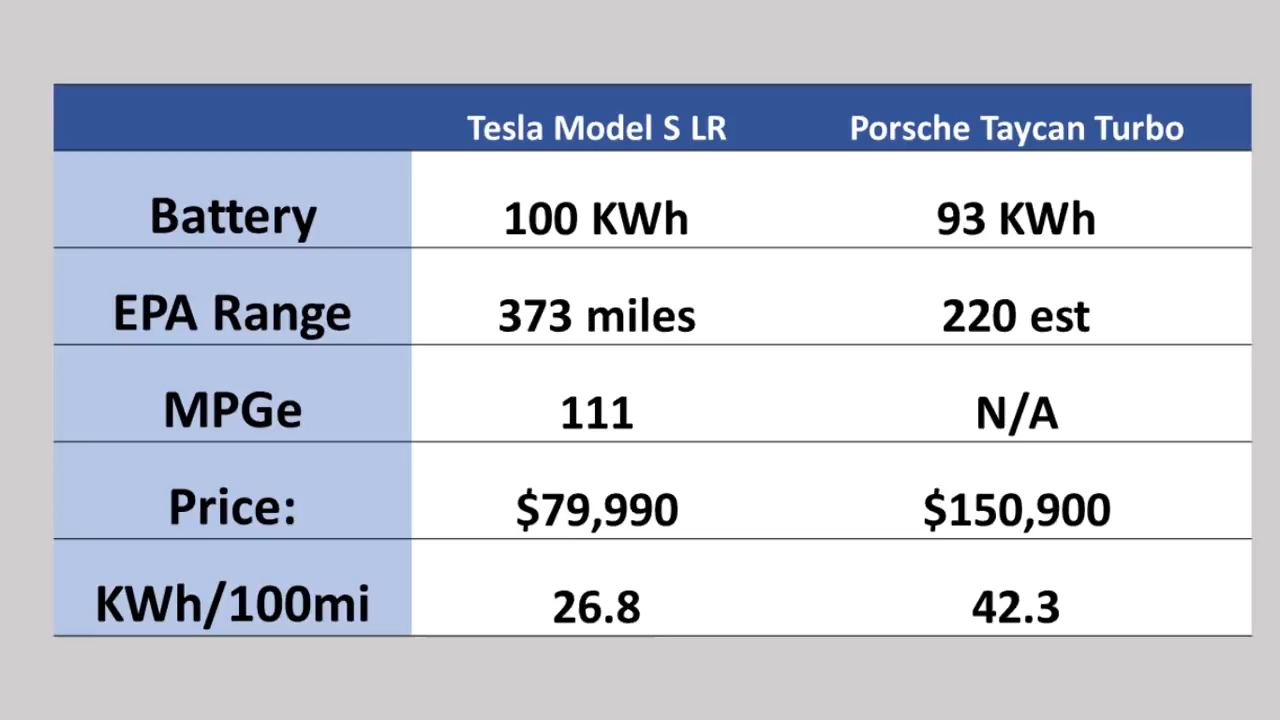 Tesla Model S LR Porsche Taycan Turbo
Battery 100 KWh 93 KWh
EPA Range 373 miles 220 est
MPGe 111 N/A
Price: $79,990 $150,900
KWh/100mi 26.8 42.3